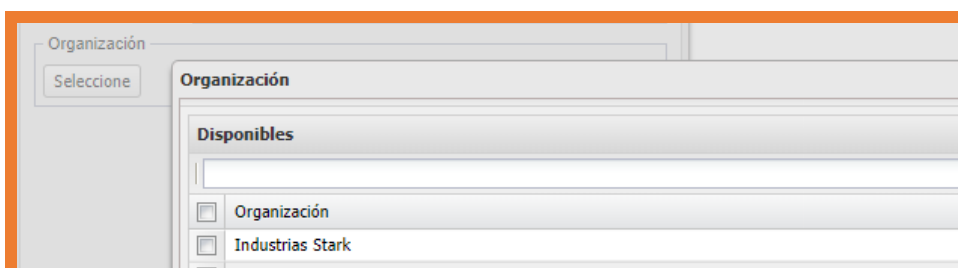 Organización
Seleccione
Organización
Disponibles
Organización
Industrias Stark